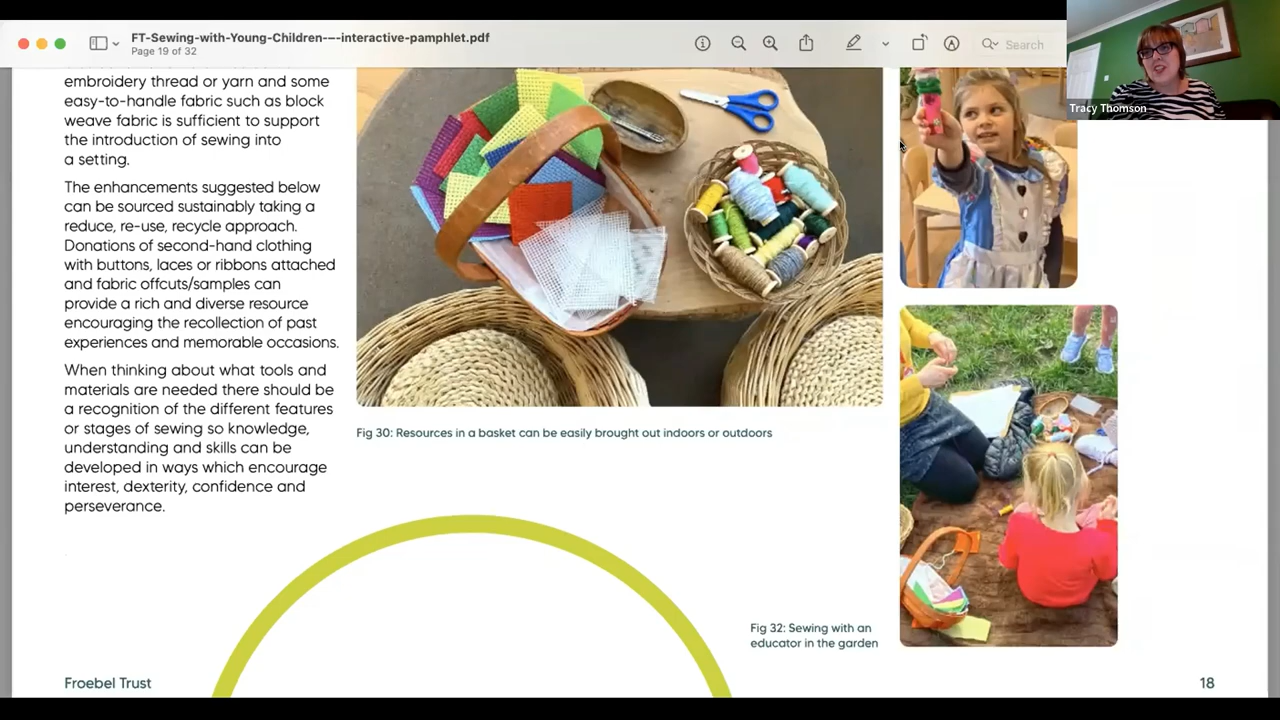 FT-Sewing-with-Young-Children----interactive-pamphlet.pdf
Page 19 of 32
Search
Tracy Thomson
embroidery thread or yarn and some
easy-to-handle fabric such as block
weave fabric is sufficient to support
the introduction of sewing into
a setting.
The enhancements suggested below
can be sourced sustainably taking a
reduce, re-use, recycle approach.
Donations of second-hand clothing
with buttons, laces or ribbons attached
and fabric offcuts/samples can
provide a rich and diverse resource
encouraging the recollection of past
experiences and memorable occasions.
When thinking about what tools and
materials are needed there should be
a recognition of the different features
or stages of sewing so knowledge,
understanding and skills can be
developed in ways which encourage
interest, dexterity, confidence and
perseverance.
Fig 30: Resources in a basket can be easily brought out indoors or outdoors
Fig 32: Sewing with an
educator in the garden
Froebel Trust
18